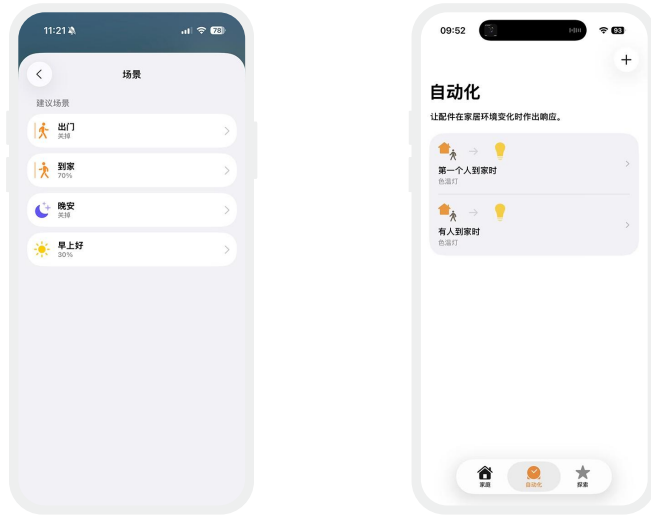 11:21
78
场景
建议场景
出门
关掉
到家
70%
晚安
关掉
早上好
30%
09:52
93
自动化
让配件在家居环境变化时作出响应。
第一个人到家时
色温灯
有人到家时
色温灯
家庭
自动化
探索